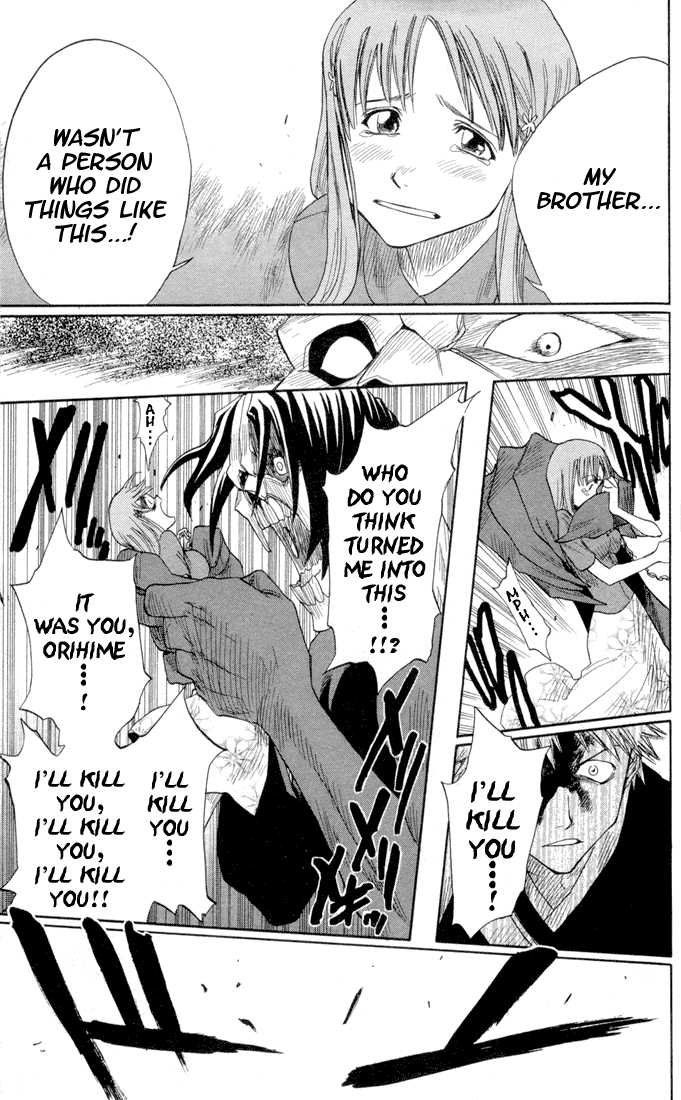 MY
BROTHER...
WASN'T
A PERSON
WHO DID
THINGS LIKE
THIS...!
MPH...
WHO
DO YOU
THINK
TURNED
ME INTO
THIS
...
!!?
AH...
IT
WAS YOU,
ORIHIME
...!
I'LL
KILL
YOU
...!
I'LL
KILL
YOU
...
I'LL KILL
YOU,
I'LL KILL
YOU,
I'LL KILL
YOU!!